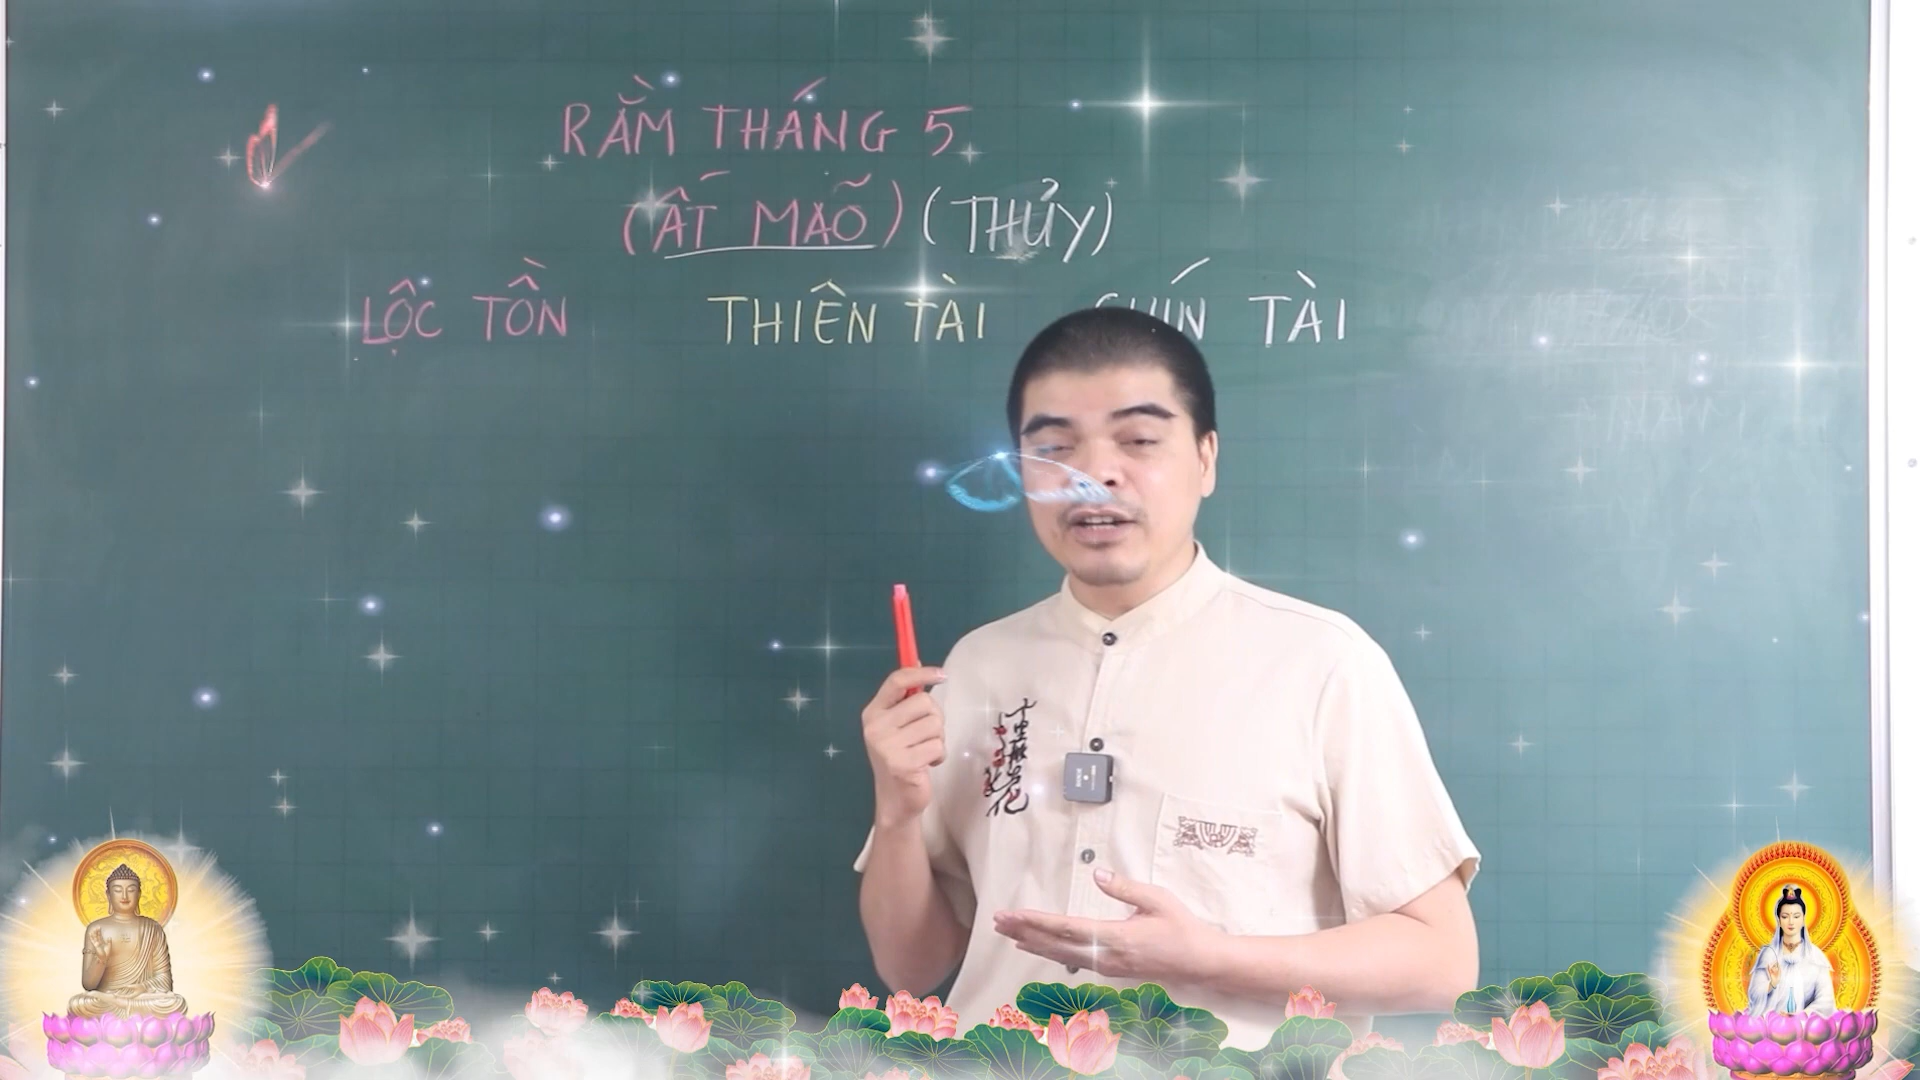 RẰM THÁNG 5
(ẤT MÃO) (THỦY)
LỘC TỒN THIÊN TÀI TÀI